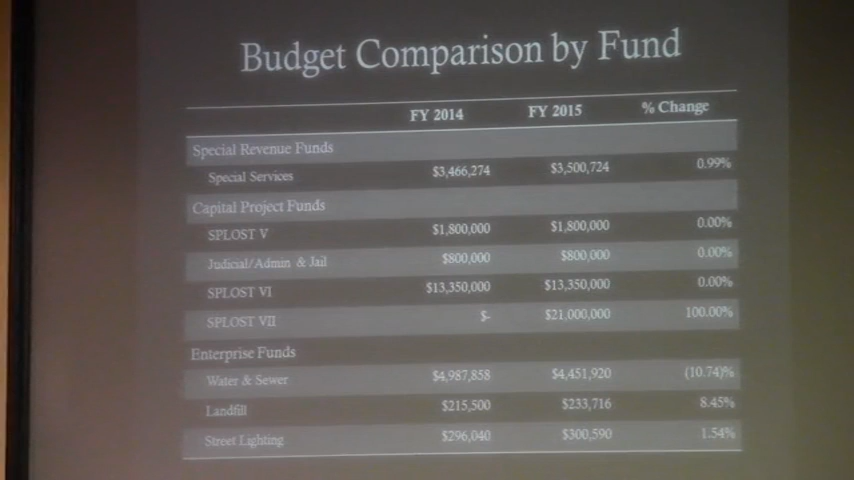 Budget Comparison by Fund
FY 2014 FY 2015 % Change
Special Revenue Funds
Special Services $3,466,274 $3,500,724 0.99%
Capital Project Funds
SPLOST V $1,800,000 $1,800,000 0.00%
Judicial/Admin & Jail $800,000 $800,000 0.00%
SPLOST VI $13,350,000 $13,350,000 0.00%
SPLOST VII $- $21,000,000 100.00%
Enterprise Funds
Water & Sewer $4,987,858 $4,451,920 (10.74)%
Landfill $215,500 $233,716 8.45%
Street Lighting $296,040 $300,590 1.54%